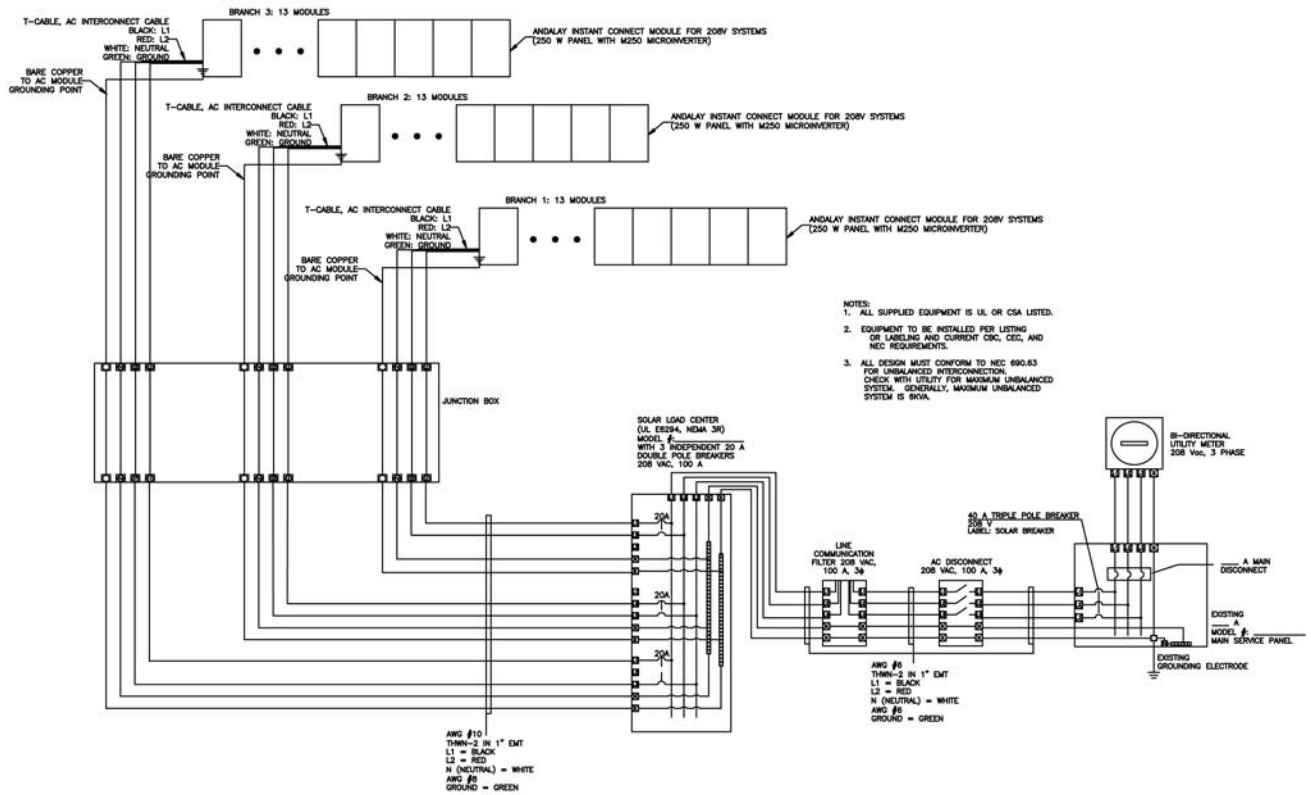 BRANCH 3: 13 MODULES
T-CABLE, AC INTERCONNECT CABLE
BLACK: L1
RED: L2
WHITE: NEUTRAL
GREEN: GROUND
BARE COPPER
TO AC MODULE
GROUNDING POINT
ANDALAY INSTANT CONNECT MODULE FOR 208V SYSTEMS
(250 W PANEL WITH M250 MICROINVERTER)
BRANCH 2: 13 MODULES
T-CABLE, AC INTERCONNECT CABLE
BLACK: L1
RED: L2
WHITE: NEUTRAL
GREEN: GROUND
BARE COPPER
TO AC MODULE
GROUNDING POINT
ANDALAY INSTANT CONNECT MODULE FOR 208V SYSTEMS
(250 W PANEL WITH M250 MICROINVERTER)
BRANCH 1: 13 MODULES
T-CABLE, AC INTERCONNECT CABLE
BLACK: L1
RED: L2
WHITE: NEUTRAL
GREEN: GROUND
BARE COPPER
TO AC MODULE
GROUNDING POINT
ANDALAY INSTANT CONNECT MODULE FOR 208V SYSTEMS
(250 W PANEL WITH M250 MICROINVERTER)
NOTES:
1. ALL SUPPLIED EQUIPMENT IS UL OR CSA LISTED.
2. EQUIPMENT TO BE INSTALLED PER LISTING
OR LABELING AND CURRENT CBC, CEC, AND
NEC REQUIREMENTS.
3. ALL DESIGN MUST CONFORM TO NEC 690.63
FOR UNBALANCED INTERCONNECTION.
CHECK WITH UTILITY FOR MAXIMUM UNBALANCED
SYSTEM. GENERALLY, MAXIMUM UNBALANCED
SYSTEM IS 6KVA.
JUNCTION BOX
SOLAR LOAD CENTER
(UL E6294, NEMA 3R)
MODEL #:
WITH 3 INDEPENDENT 20 A
DOUBLE POLE BREAKERS
208 VAC, 100 A
20A
20A
20A
LINE
COMMUNICATION
FILTER 208 VAC,
100 A, 3ϕ
AC DISCONNECT
208 VAC, 100 A, 3ϕ
40 A TRIPLE POLE BREAKER
208 V
LABEL: SOLAR BREAKER
BI-DIRECTIONAL
UTILITY METER
208 Vac, 3 PHASE
____ A MAIN
DISCONNECT
EXISTING
____ A
MODEL #:
MAIN SERVICE PANEL
EXISTING
GROUNDING ELECTRODE
AWG #10
THWN-2 IN 1" EMT
L1 = BLACK
L2 = RED
N (NEUTRAL) = WHITE
AWG #8
GROUND = GREEN
AWG #6
THWN-2 IN 1" EMT
L1 = BLACK
L2 = RED
N (NEUTRAL) = WHITE
AWG #6
GROUND = GREEN